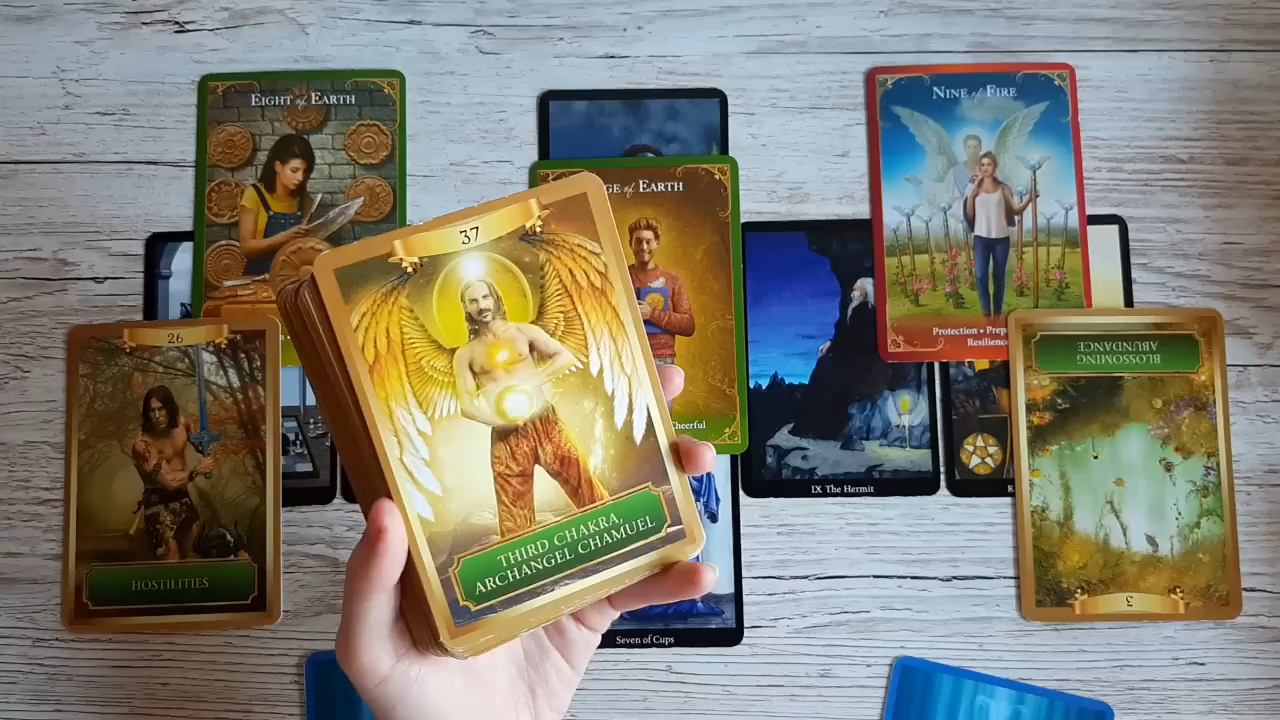 EIGHT of EARTH
NINE of FIRE
GE of EARTH
37
THIRD CHAKRA,
ARCHANGEL CHAMUEL
26
HOSTILITIES
Cheerful
Protection • Prep
Resilience
BLOSSOMING
ABUNDANCE
3
IX The Hermit
K
Seven of Cups